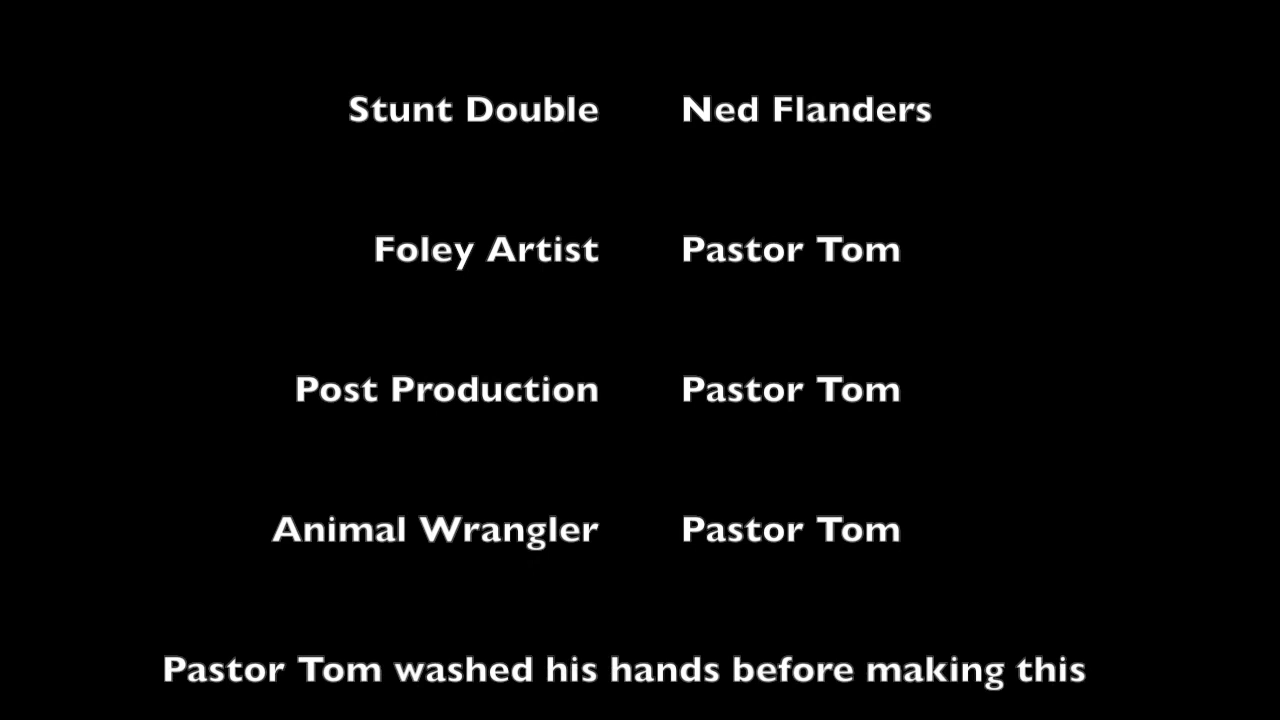 Stunt Double Ned Flanders
Foley Artist Pastor Tom
Post Production Pastor Tom
Animal Wrangler Pastor Tom
Pastor Tom washed his hands before making this